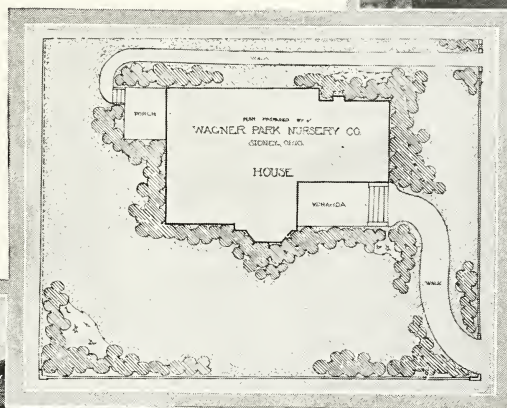 WALK
PORCH
PLAN PREPARED BY
WAGNER PARK NURSERY CO.
SIDNEY, OHIO.
HOUSE
VERANDA
WALK